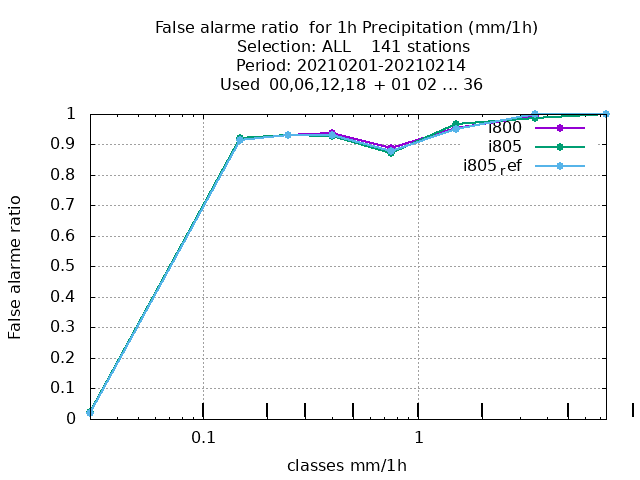 False alarme ratio  for 1h Precipitation (mm/1h)
Selection: ALL    141 stations
Period: 20210201-20210214
Used  00,06,12,18  + 01 02 ... 36
1
0.9
0.8
0.7
0.6
0.5
0.4
0.3
0.2
0.1
0
False alarme ratio
i800
i805
i805ref
0.1
1
classes mm/1h